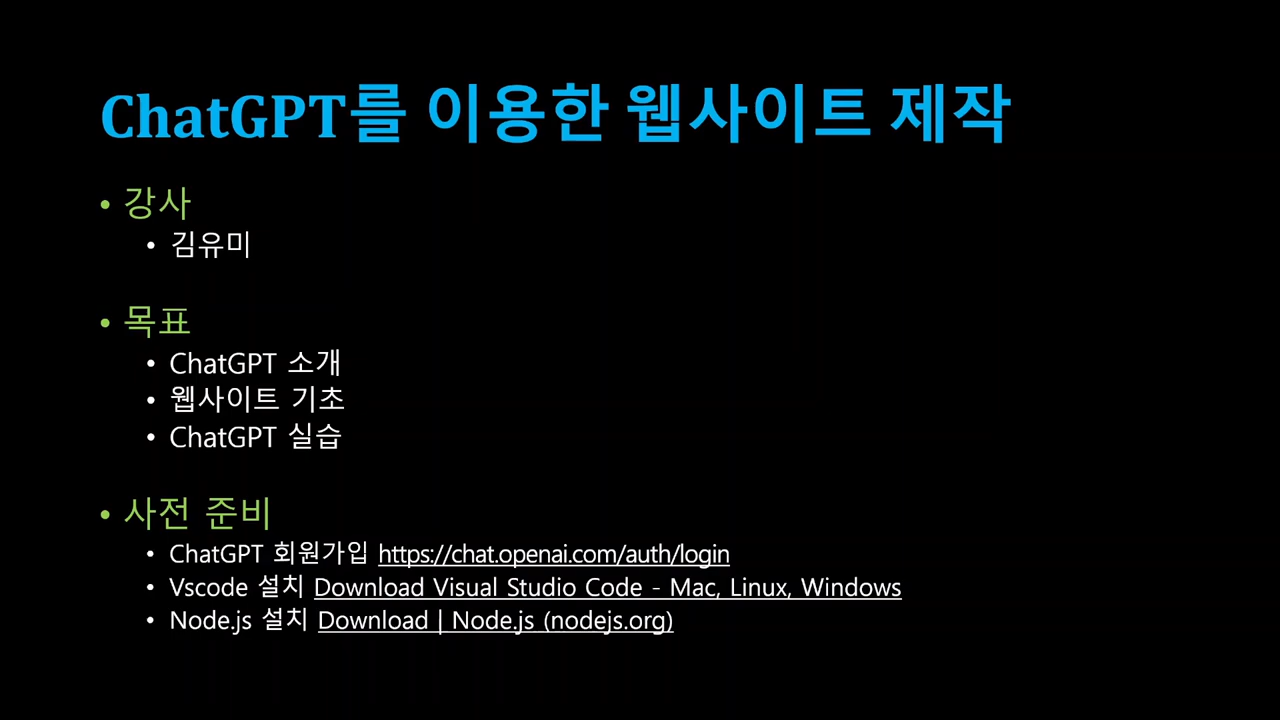 ChatGPT를 이용한 웹사이트 제작
• 강사
• 김유미
• 목표
• ChatGPT 소개
• 웹사이트 기초
• ChatGPT 실습
• 사전 준비
• ChatGPT 회원가입 https://chat.openai.com/auth/login
• Vscode 설치 Download Visual Studio Code - Mac, Linux, Windows
• Node.js 설치 Download | Node.js (nodejs.org)